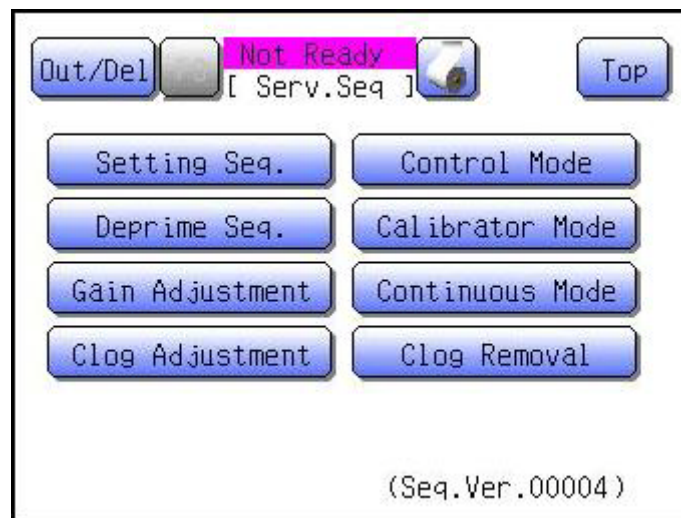 Out/Del
Not Ready
[ Serv.Seq ]
Top
Setting Seq.
Control Mode
Deprime Seq.
Calibrator Mode
Gain Adjustment
Continuous Mode
Clog Adjustment
Clog Removal
(Seq.Ver.00004)